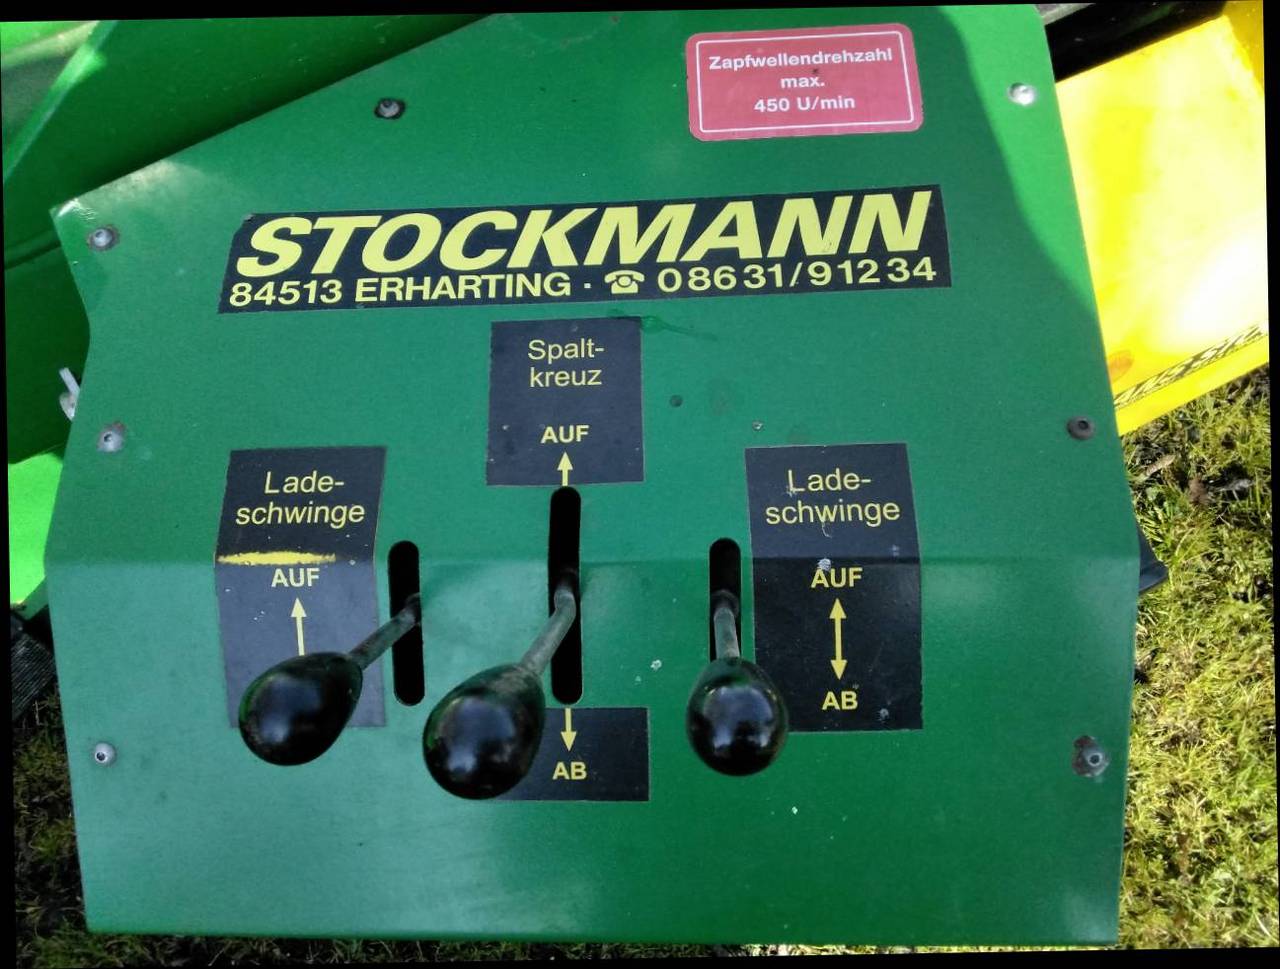 Zapfwellendrehzahl
max.
450 U/min
STOCKMANN
84513 ERHARTING · ☎ 08631/91234
Spalt-
kreuz
AUF
Lade-
schwinge
AUF
Lade-
schwinge
AUF
AB
AB